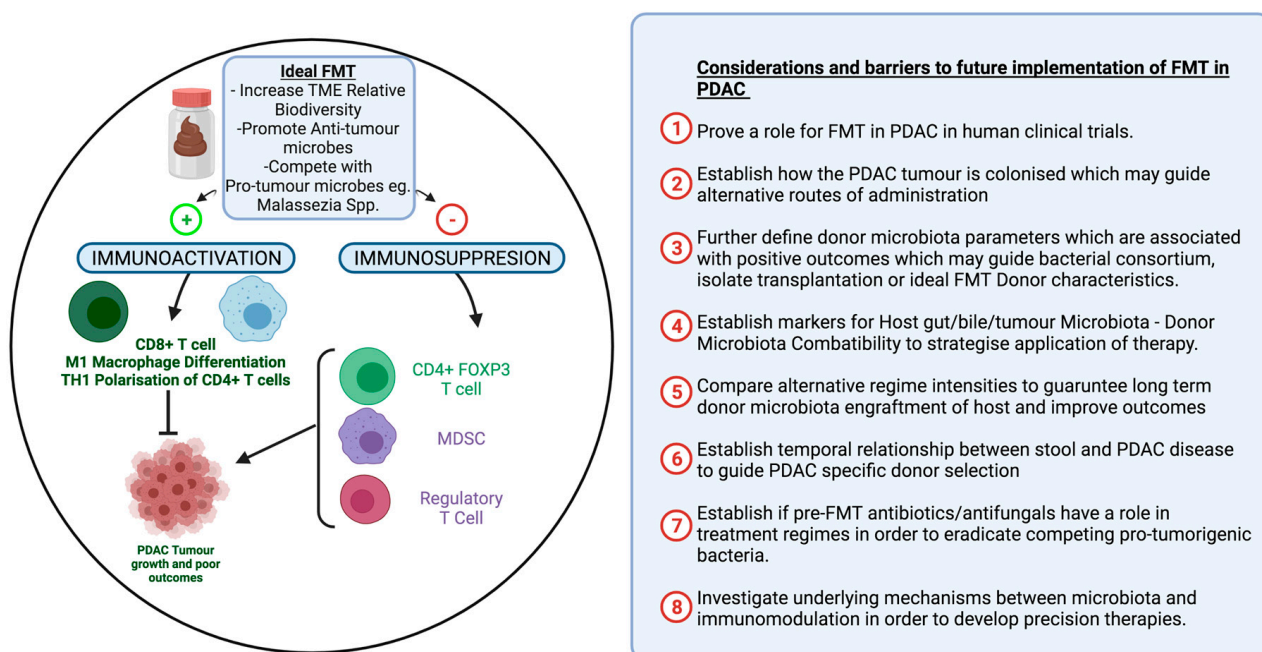 Ideal FMT
- Increase TME Relative
Biodiversity
-Promote Anti-tumour
microbes
-Compete with
Pro-tumour microbes eg.
Malassezia Spp.
+
-
IMMUNOACTIVATION
IMMUNOSUPPRESION
CD8+ T cell
M1 Macrophage Differentiation
TH1 Polarisation of CD4+ T cells
CD4+ FOXP3
T cell
MDSC
Regulatory
T Cell
PDAC Tumour
growth and poor
outcomes
Considerations and barriers to future implementation of FMT in
PDAC
1 Prove a role for FMT in PDAC in human clinical trials.
2 Establish how the PDAC tumour is colonised which may guide
alternative routes of administration
3 Further define donor microbiota parameters which are associated
with positive outcomes which may guide bacterial consortium,
isolate transplantation or ideal FMT Donor characteristics.
4 Establish markers for Host gut/bile/tumour Microbiota - Donor
Microbiota Combatibility to strategise application of therapy.
5 Compare alternative regime intensities to guaruntee long term
donor microbiota engraftment of host and improve outcomes
6 Establish temporal relationship between stool and PDAC disease
to guide PDAC specific donor selection
7 Establish if pre-FMT antibiotics/antifungals have a role in
treatment regimes in order to eradicate competing pro-tumorigenic
bacteria.
8 Investigate underlying mechanisms between microbiota and
immunomodulation in order to develop precision therapies.